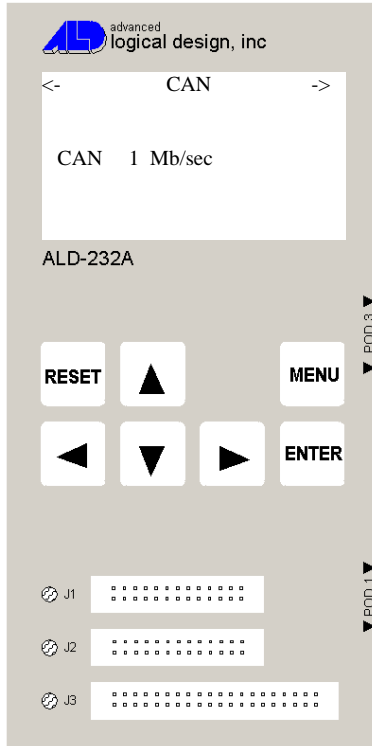 ALD advanced
logical design, inc
<- CAN ->
CAN 1 Mb/sec
ALD-232A
POD 3
RESET
MENU
ENTER
J1
POD 1
J2
J3